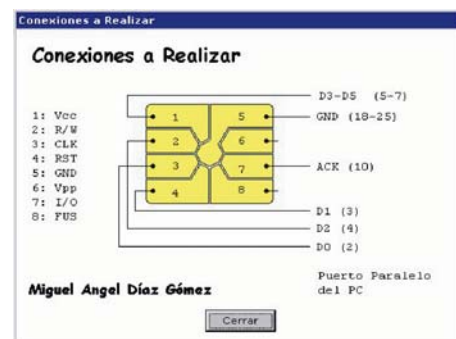 Conexiones a Realizar
Conexiones a Realizar
1: Vcc
2: R/W
3: CLK
4: RST
5: GND
6: Vpp
7: I/O
8: FUS
1
2
3
4
5
6
7
8
D3-D5 (5-7)
GND (18-25)
ACK (10)
D1 (3)
D2 (4)
D0 (2)
Puerto Paralelo
del PC
Miguel Angel Díaz Gómez
Cerrar